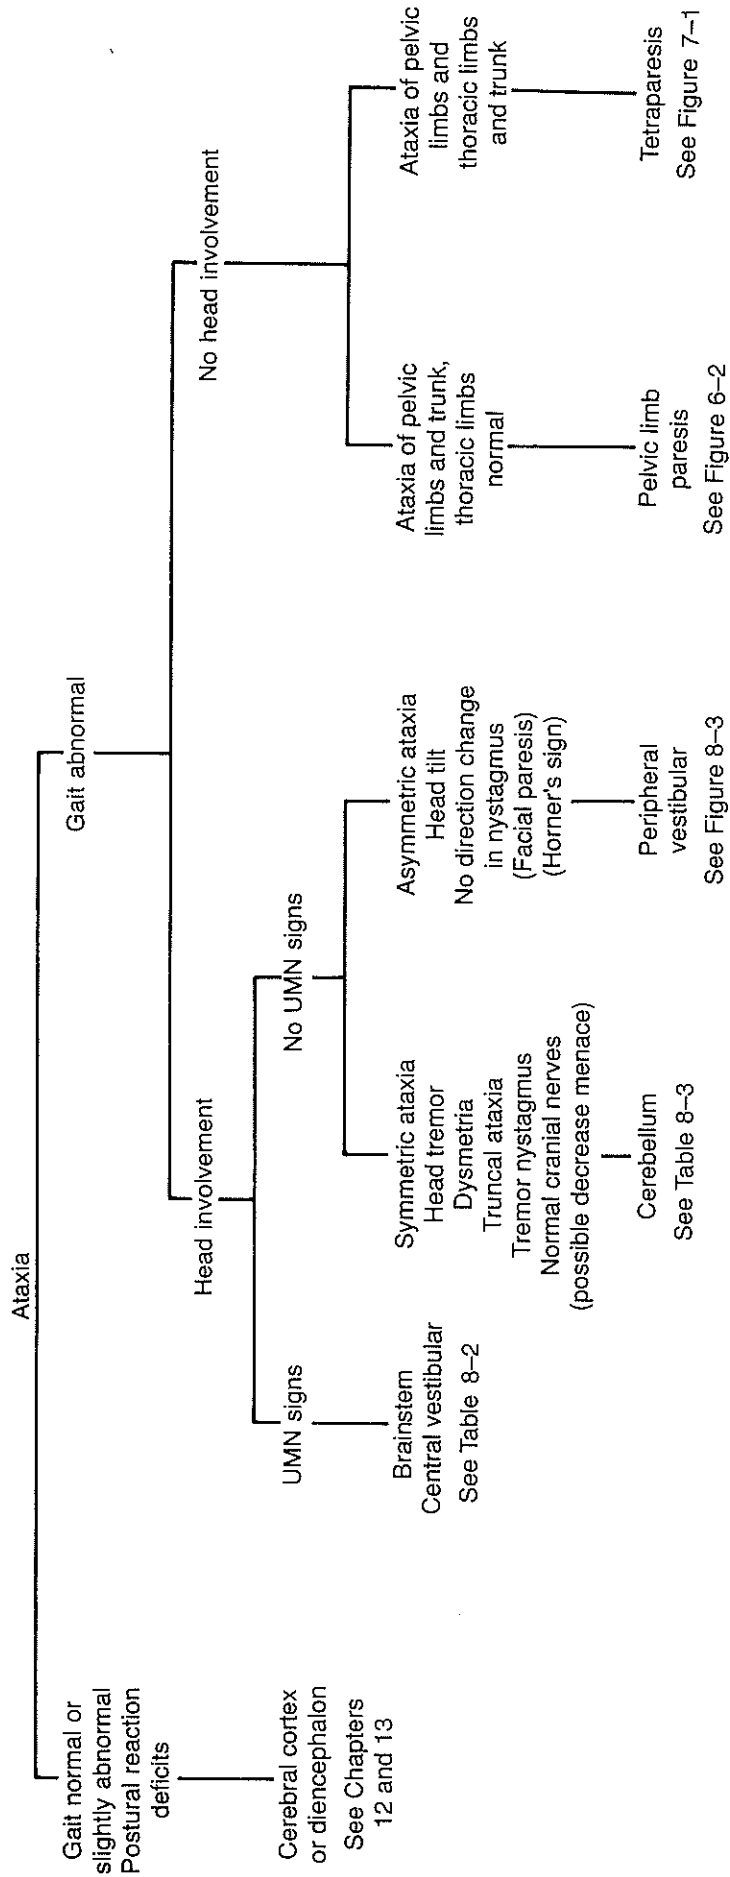 Ataxia
Gait normal or
slightly abnormal
Postural reaction
deficits
Cerebral cortex
or diencephalon
See Chapters
12 and 13
Gait abnormal
Head involvement
UMN signs
Brainstem
Central vestibular
See Table 8–2
No UMN signs
Symmetric ataxia
Head tremor
Dysmetria
Truncal ataxia
Tremor nystagmus
Normal cranial nerves
(possible decrease menace)
Cerebellum
See Table 8–3
Asymmetric ataxia
Head tilt
No direction change
in nystagmus
(Facial paresis)
(Horner's sign)
Peripheral
vestibular
See Figure 8–3
No head involvement
Ataxia of pelvic
limbs and trunk,
thoracic limbs
normal
Pelvic limb
paresis
See Figure 6–2
Ataxia of pelvic
limbs and
thoracic limbs
and trunk
Tetraparesis
See Figure 7–1